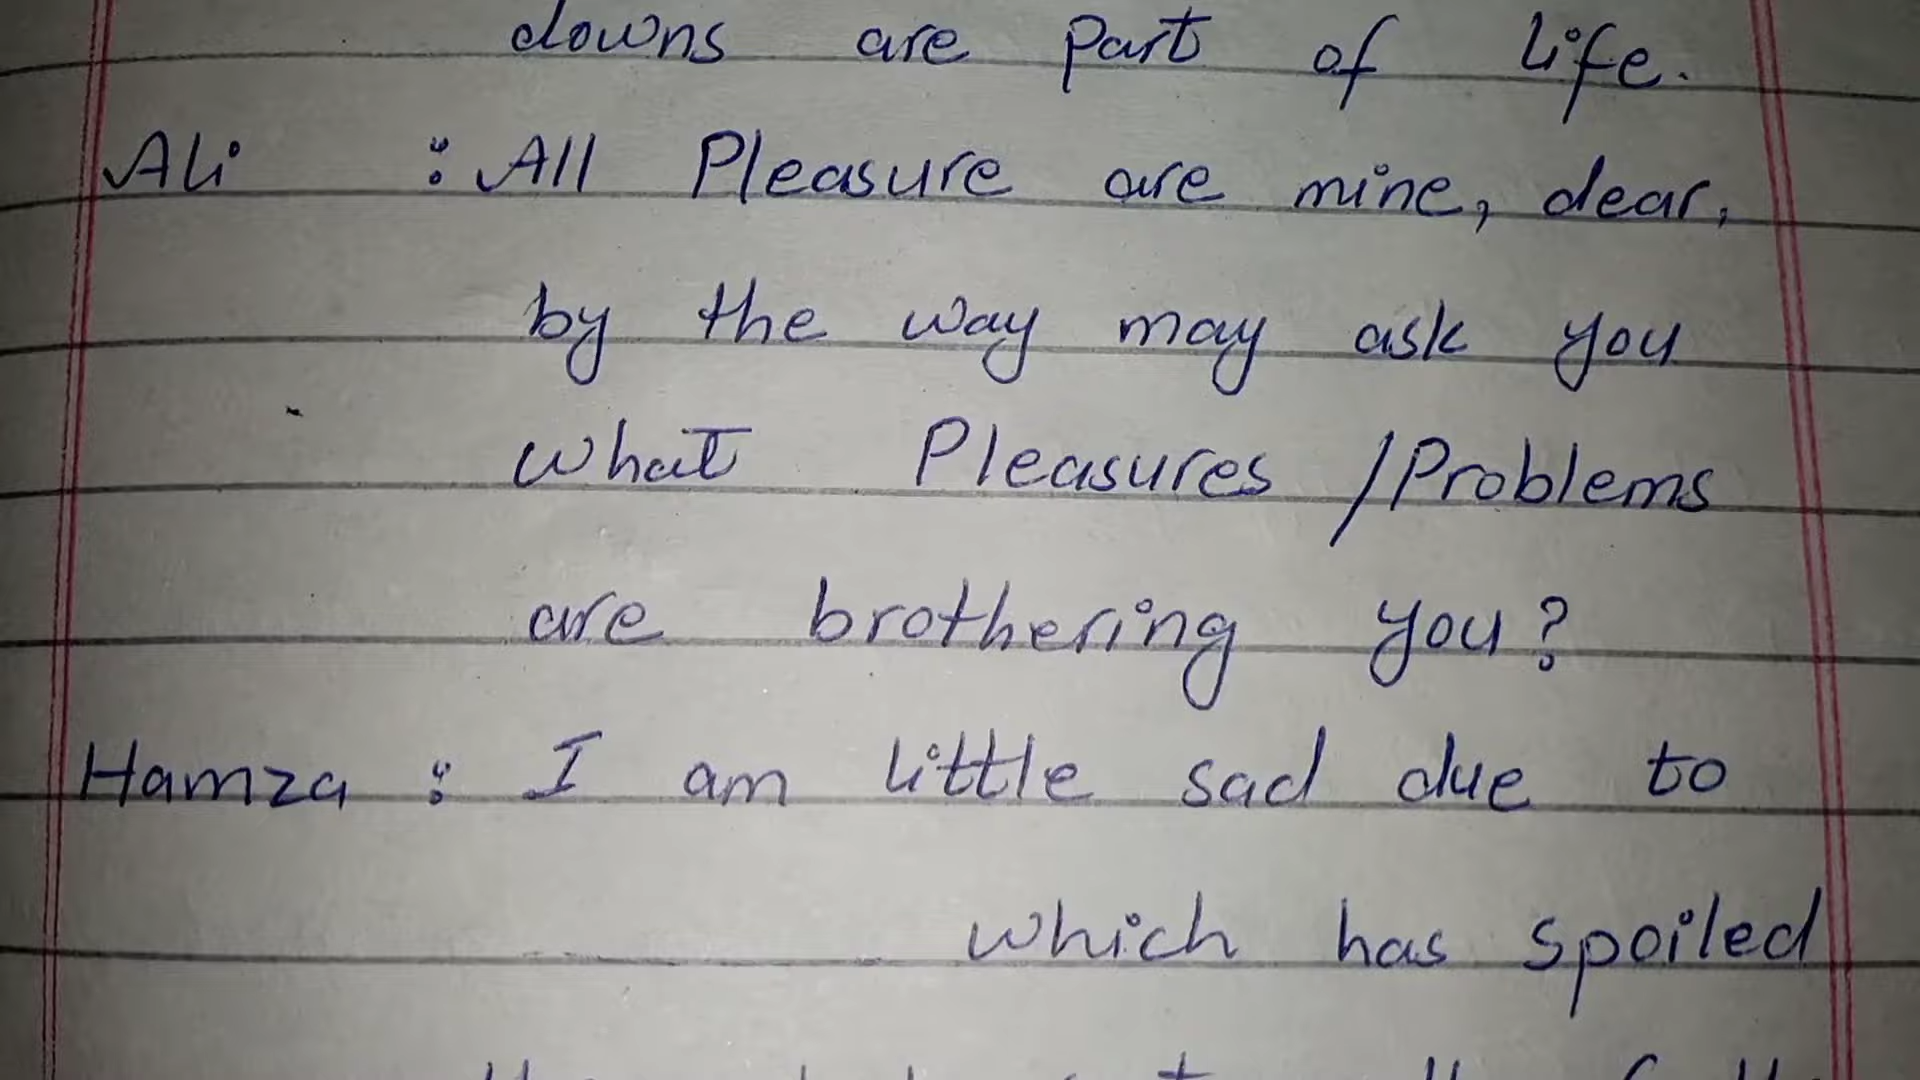 downs are part of life.
Ali : All Pleasure are mine, dear,
by the way may ask you
what Pleasures /Problems
are brothering you?
Hamza : I am little sad due to
which has spoiled